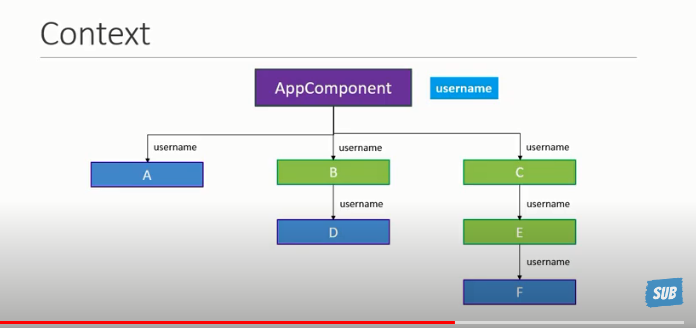 Context
AppComponent
username
username
username
username
A
B
C
username
username
D
E
username
F
SUB